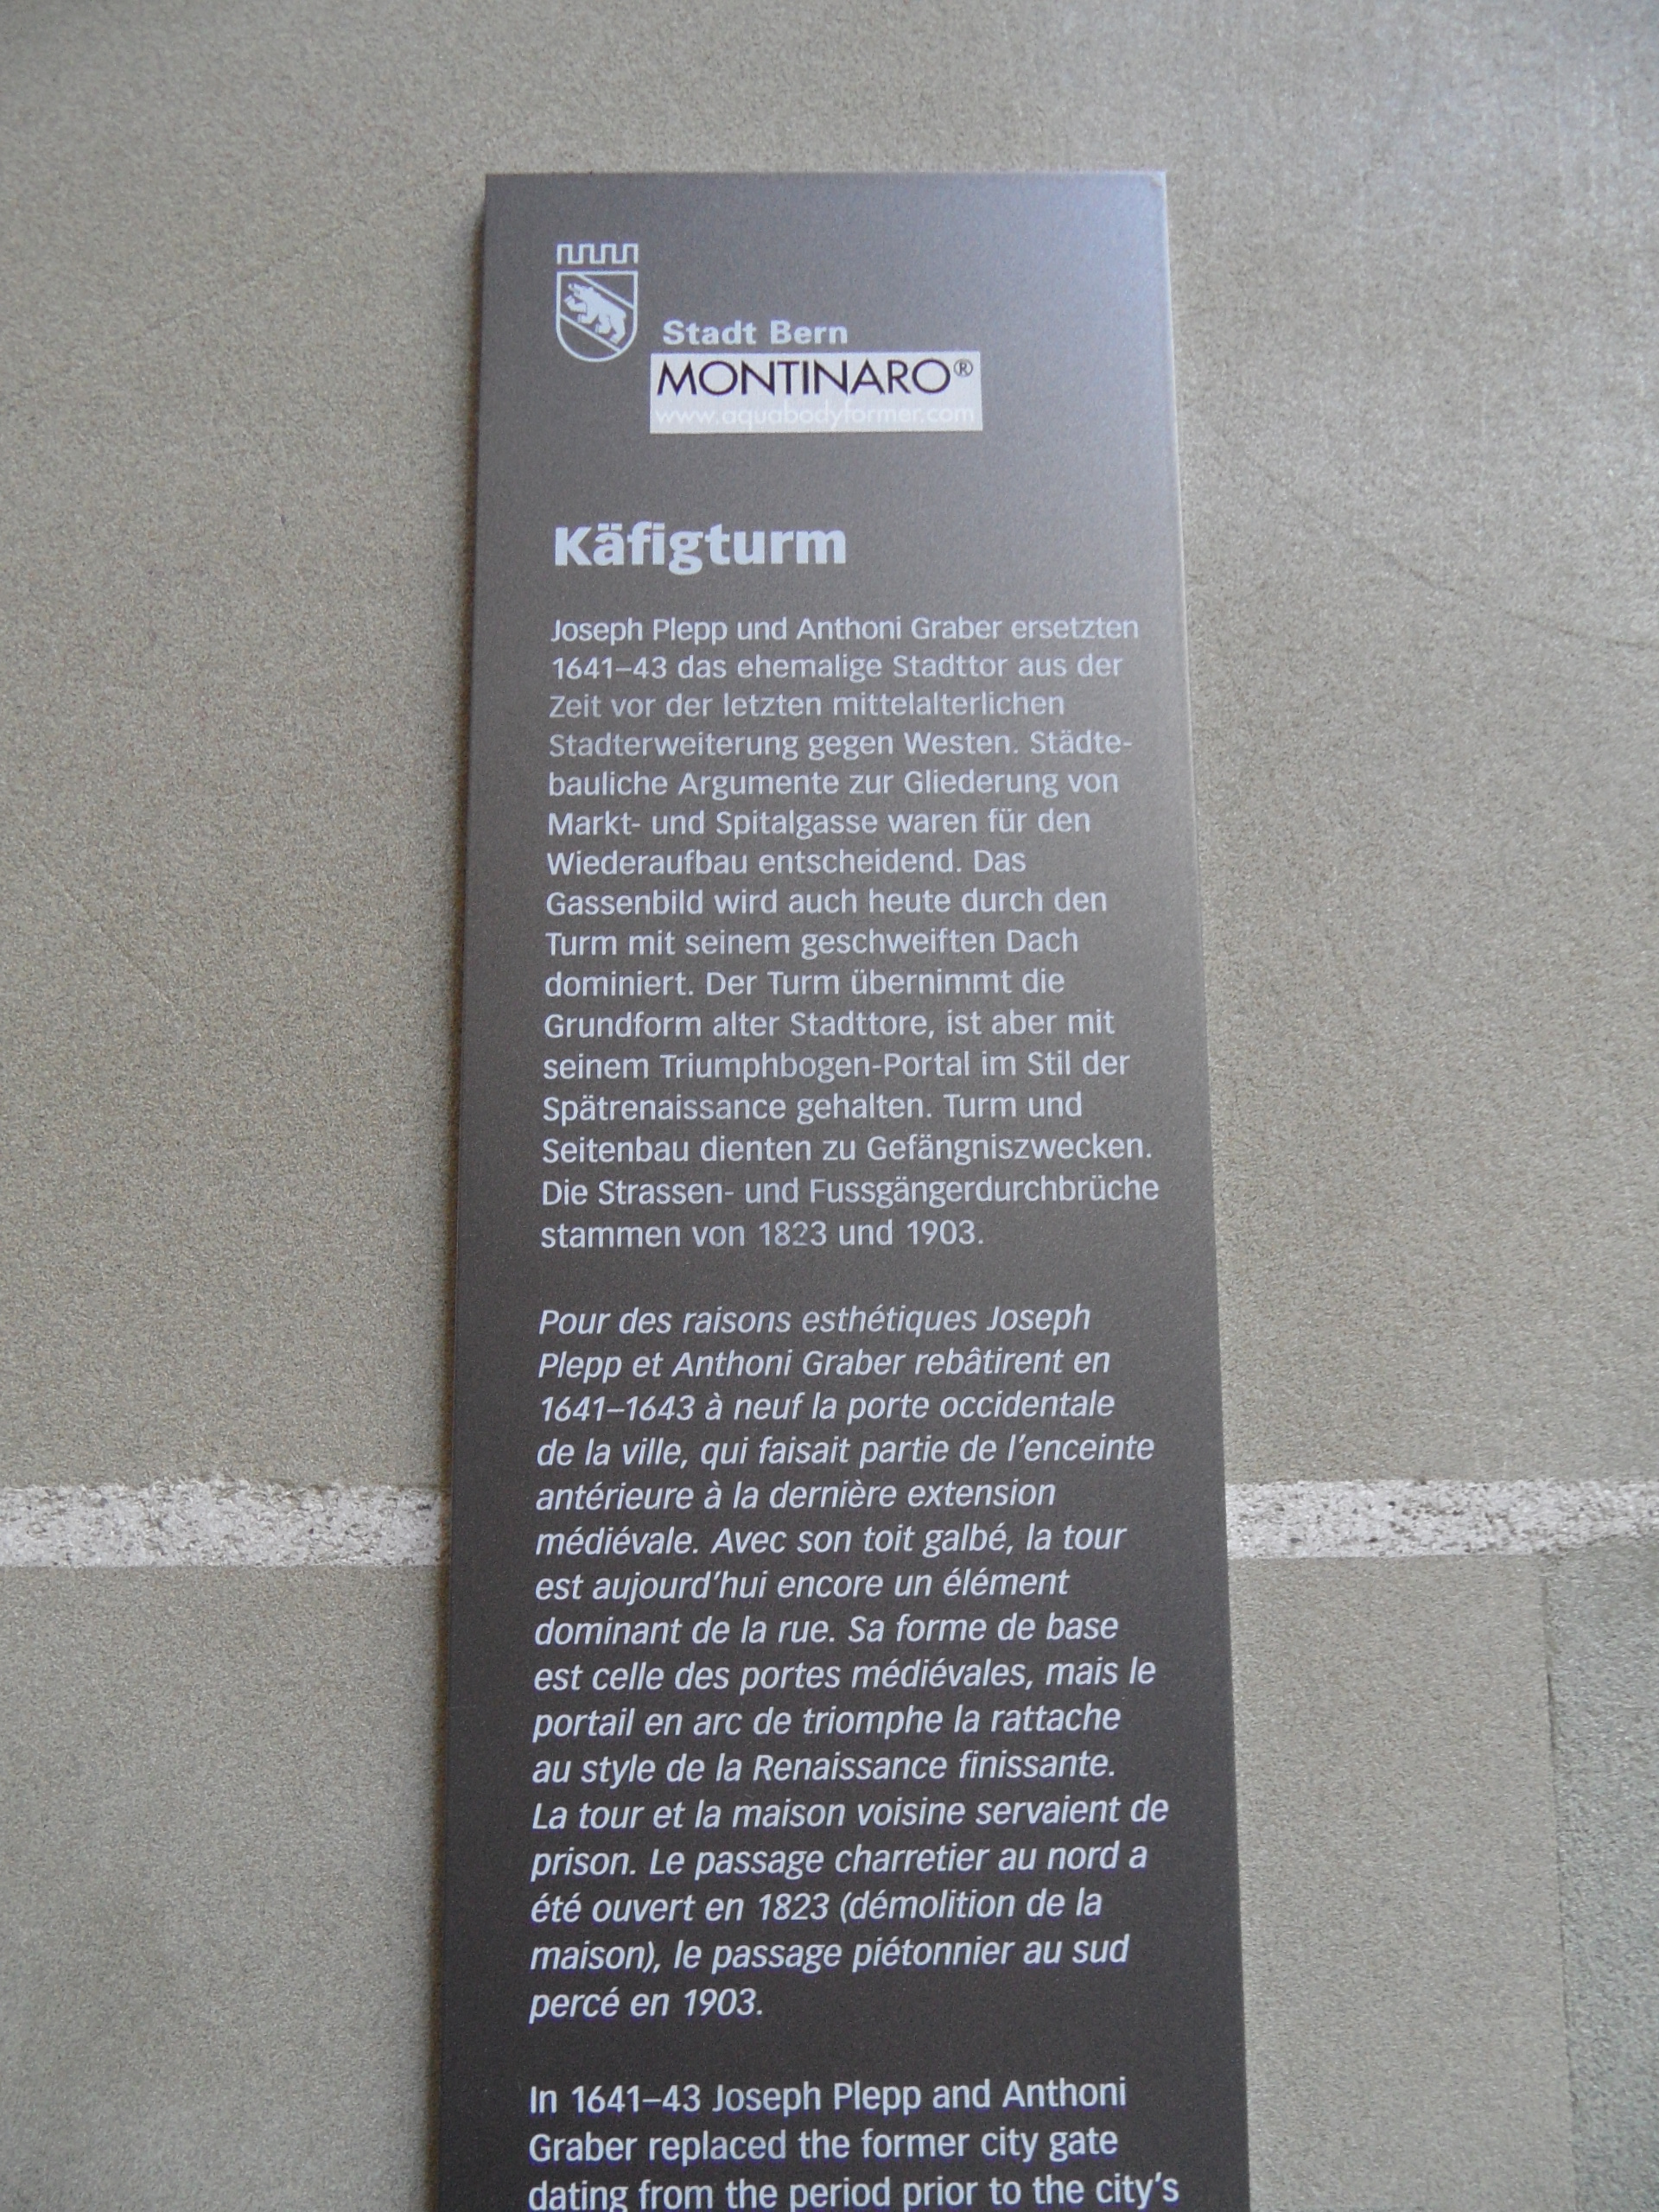 Stadt Bern
MONTINARO®
www.aquabodyformer.com
Käfigturm
Joseph Plepp und Anthoni Graber ersetzten
1641–43 das ehemalige Stadttor aus der
Zeit vor der letzten mittelalterlichen
Stadterweiterung gegen Westen. Städte-
bauliche Argumente zur Gliederung von
Markt- und Spitalgasse waren für den
Wiederaufbau entscheidend. Das
Gassenbild wird auch heute durch den
Turm mit seinem geschweiften Dach
dominiert. Der Turm übernimmt die
Grundform alter Stadttore, ist aber mit
seinem Triumphbogen-Portal im Stil der
Spätrenaissance gehalten. Turm und
Seitenbau dienten zu Gefängniszwecken.
Die Strassen- und Fussgängerdurchbrüche
stammen von 1823 und 1903.
Pour des raisons esthétiques Joseph
Plepp et Anthoni Graber rebâtirent en
1641–1643 à neuf la porte occidentale
de la ville, qui faisait partie de l'enceinte
antérieure à la dernière extension
médiévale. Avec son toit galbé, la tour
est aujourd'hui encore un élément
dominant de la rue. Sa forme de base
est celle des portes médiévales, mais le
portail en arc de triomphe la rattache
au style de la Renaissance finissante.
La tour et la maison voisine servaient de
prison. Le passage charretier au nord a
été ouvert en 1823 (démolition de la
maison), le passage piétonnier au sud
percé en 1903.
In 1641–43 Joseph Plepp and Anthoni
Graber replaced the former city gate
dating from the period prior to the city's